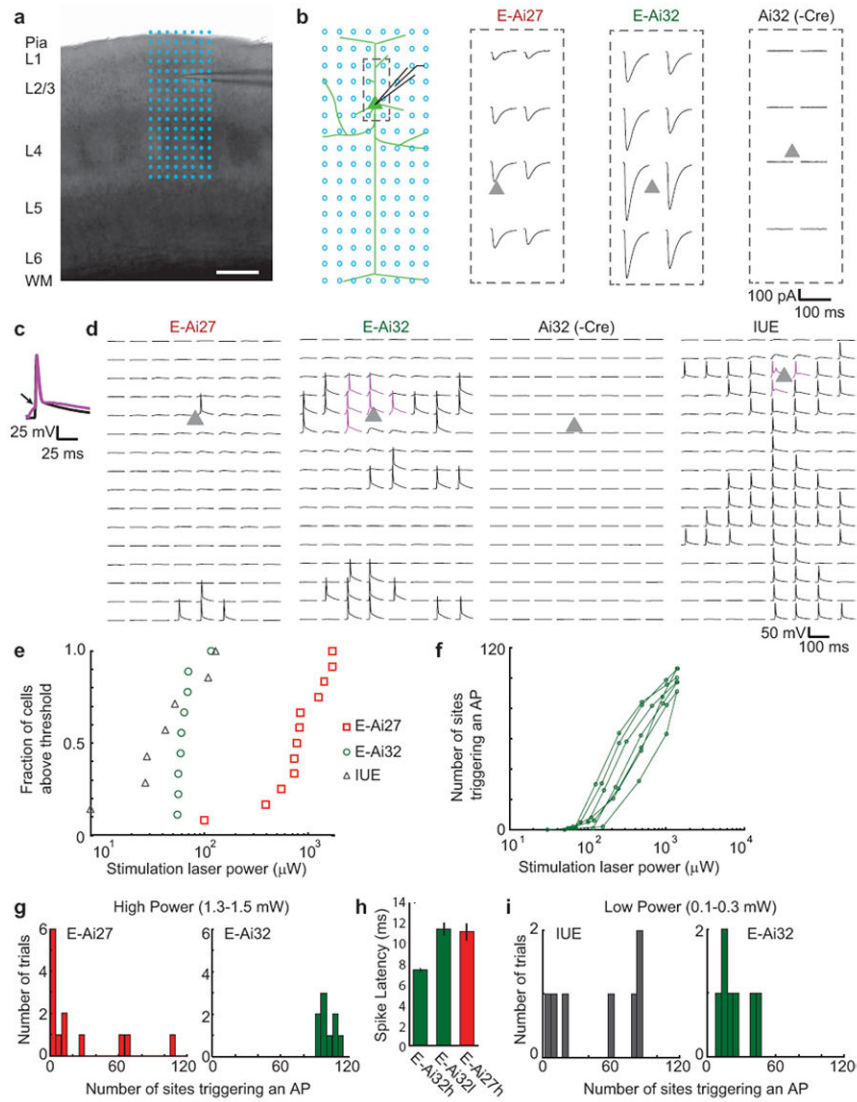 a
Pia
L1
L2/3
L4
L5
L6
WM
b
E-Ai27
E-Ai32
Ai32 (-Cre)
100 pA
100 ms
c
25 mV
25 ms
d
E-Ai27
E-Ai32
Ai32 (-Cre)
IUE
50 mV
100 ms
e
Fraction of cells
above threshold
1.0
0.5
0
10¹
10²
10³
Stimulation laser power (μW)
E-Ai27
E-Ai32
IUE
f
Number of sites
triggering an AP
120
0
10¹
10²
10³
10⁴
Stimulation laser power (μW)
g
High Power (1.3-1.5 mW)
E-Ai27
E-Ai32
Number of trials
6
4
2
0
0
60
120
6
4
2
0
0
60
120
Number of sites triggering an AP
h
Spike Latency (ms)
14
12
10
8
6
4
2
0
E-Ai32h
E-Ai32l
E-Ai27h
i
Low Power (0.1-0.3 mW)
IUE
E-Ai32
Number of trials
2
1
0
0
60
120
2
1
0
0
60
120
Number of sites triggering an AP